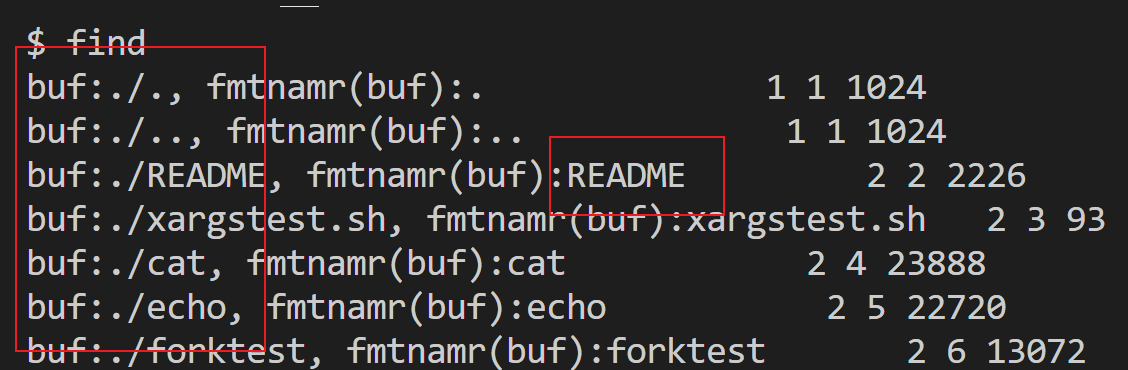 $ find
buf:./., fmtnamr(buf):. 1 1 1024
buf:./.., fmtnamr(buf):.. 1 1 1024
buf:./README, fmtnamr(buf):README 2 2 2226
buf:./xargstest.sh, fmtnamr(buf):xargstest.sh 2 3 93
buf:./cat, fmtnamr(buf):cat 2 4 23888
buf:./echo, fmtnamr(buf):echo 2 5 22720
buf:./forktest, fmtnamr(buf):forktest 2 6 13072